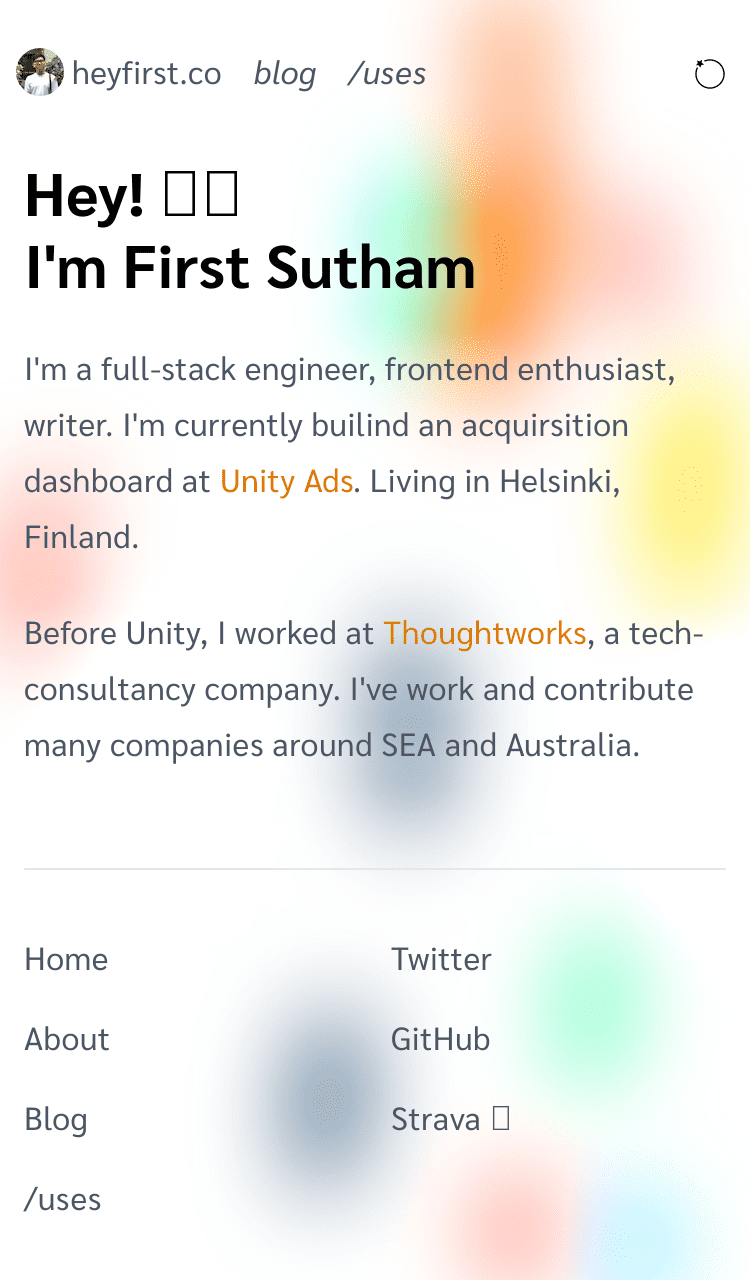 heyfirst.co blog /uses
Hey!
I'm First Sutham
I'm a full-stack engineer, frontend enthusiast,
writer. I'm currently builind an acquirsition
dashboard at Unity Ads. Living in Helsinki,
Finland.
Before Unity, I worked at Thoughtworks, a tech-
consultancy company. I've work and contribute
many companies around SEA and Australia.
Home
About
Blog
/uses
Twitter
GitHub
Strava